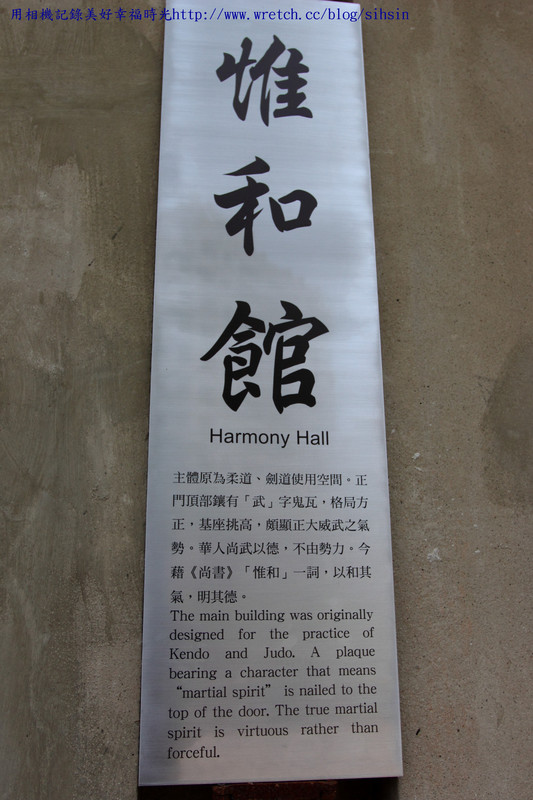 用相機記錄美好幸福時光http://www.wretch.cc/blog/sihsin
惟和館
Harmony Hall
主體原為柔道、劍道使用空間。正
門頂部鑲有「武」字鬼瓦，格局方
正，基座挑高，頗顯正大威武之氣
勢。華人尚武以德，不由勢力。今
藉《尚書》「惟和」一詞，以和其
氣，明其德。
The main building was originally
designed for the practice of
Kendo and Judo. A plaque
bearing a character that means
“martial spirit” is nailed to the
top of the door. The true martial
spirit is virtuous rather than
forceful.